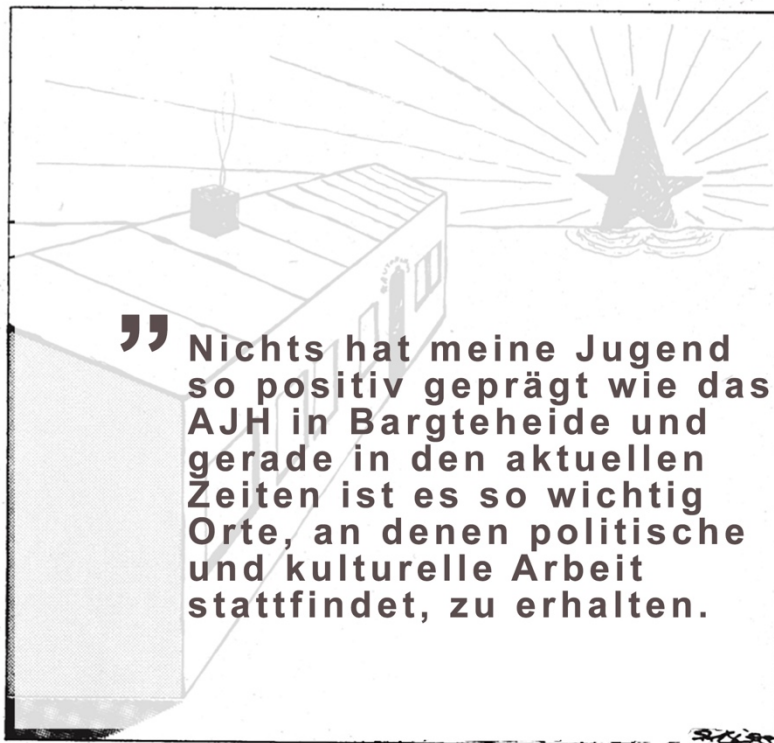 ” Nichts hat meine Jugend
so positiv geprägt wie das
AJH in Bargteheide und
gerade in den aktuellen
Zeiten ist es so wichtig
Orte, an denen politische
und kulturelle Arbeit
stattfindet, zu erhalten.